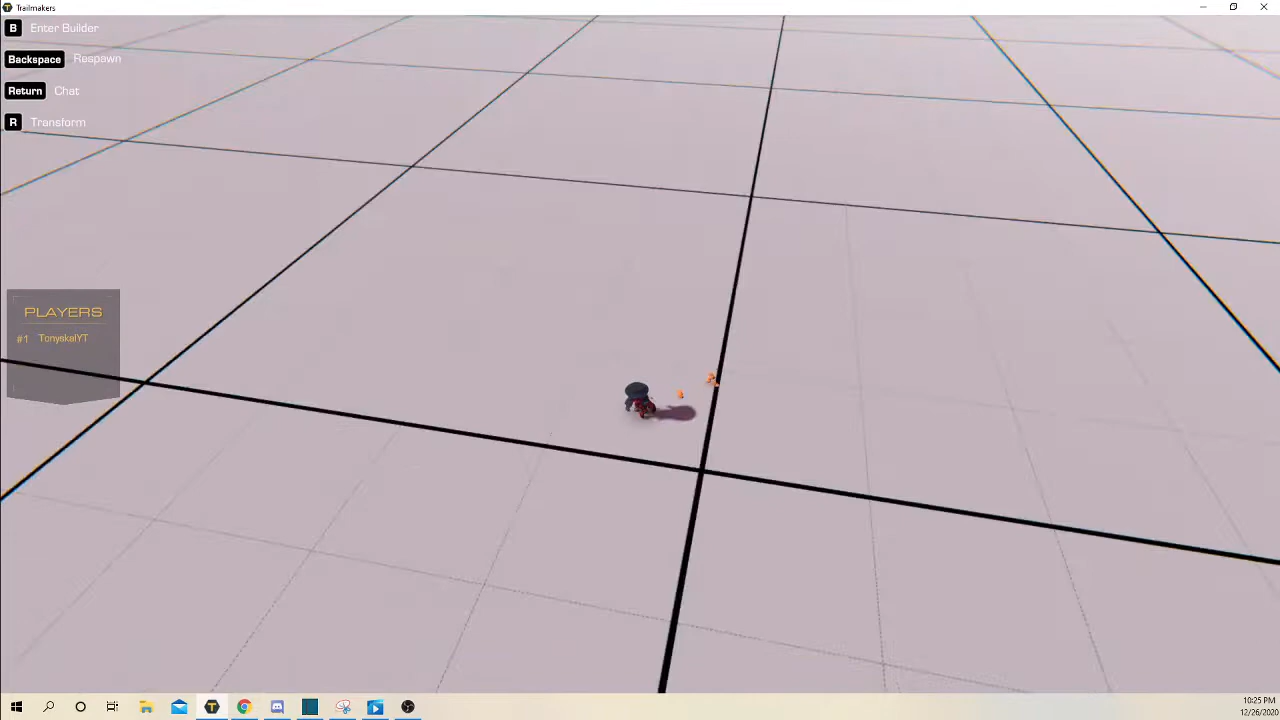 Trailmakers
B Enter Builder
Backspace Respawn
Return Chat
R Transform
PLAYERS
#1 TonyskalYT
10:25 PM
12/26/2020